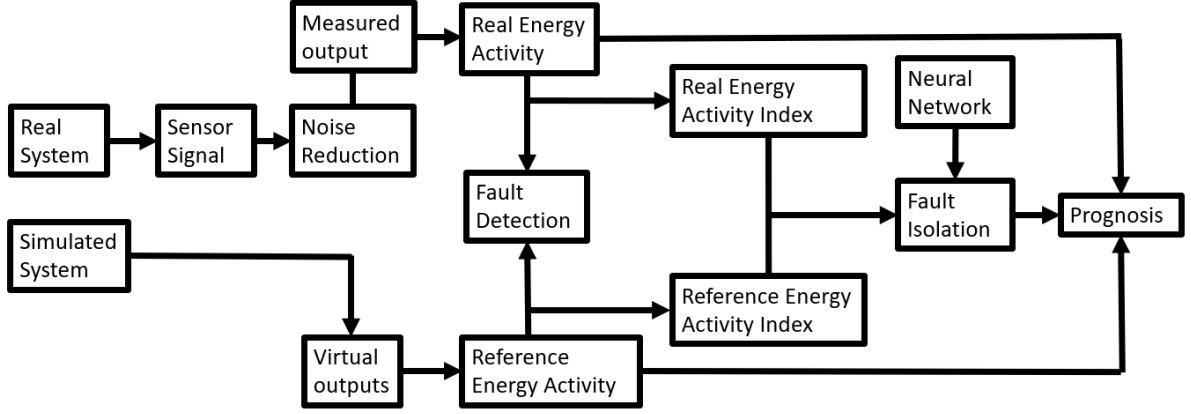 Measured
output
Real Energy
Activity
Real Energy
Activity Index
Neural
Network
Real
System
Sensor
Signal
Noise
Reduction
Fault
Detection
Fault
Isolation
Prognosis
Simulated
System
Reference Energy
Activity Index
Virtual
outputs
Reference
Energy Activity